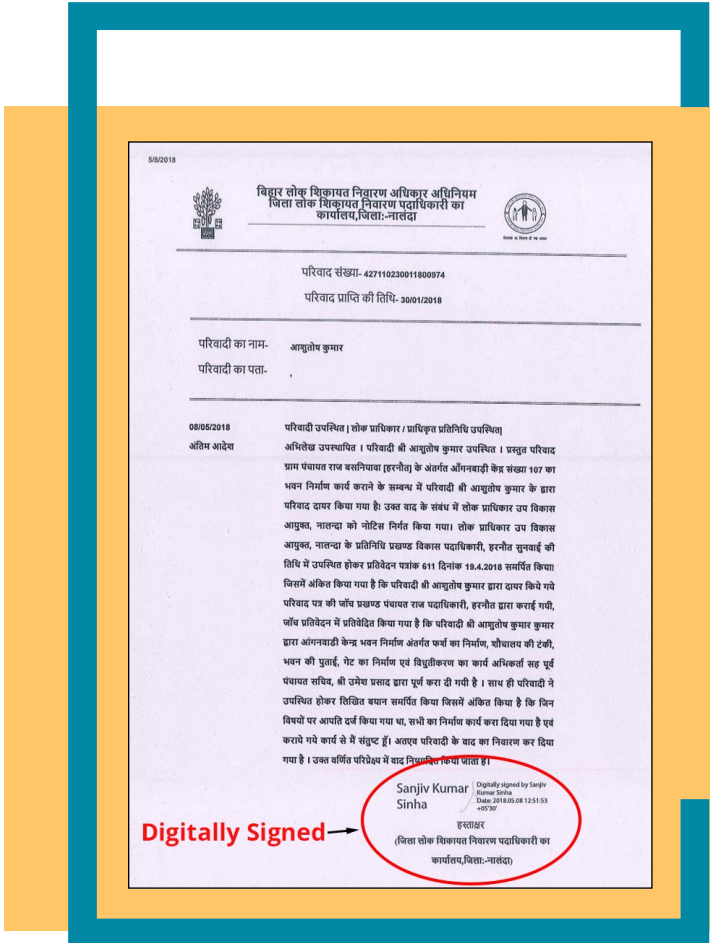 5/8/2018
बिहार लोक शिकायत निवारण अधिकार अधिनियम
जिला लोक शिकायत निवारण पदाधिकारी का
कार्यालय,जिला:-नालंदा
परिवाद संख्या- 427110230011800974
परिवाद प्राप्ति की तिथि- 30/01/2018
परिवादी का नाम- आशुतोष कुमार
परिवादी का पता- ,
08/05/2018 परिवादी उपस्थित | लोक प्राधिकार / प्राधिकृत प्रतिनिधि उपस्थित|
अंतिम आदेश अभिलेख उपस्थापित । परिवादी श्री आशुतोष कुमार उपस्थित । प्रस्तुत परिवाद
ग्राम पंचायत राज बसनियावा (हरनौत) के अंतर्गत आँगनबाड़ी केंद्र संख्या 107 का
भवन निर्माण कार्य कराने के सम्बन्ध में परिवादी श्री आशुतोष कुमार के द्वारा
परिवाद दायर किया गया है। उक्त वाद के संबंध में लोक प्राधिकार उप विकास
आयुक्त, नालन्दा को नोटिस निर्गत किया गया। लोक प्राधिकार उप विकास
आयुक्त, नालन्दा के प्रतिनिधि प्रखण्ड विकास पदाधिकारी, हरनौत सुनवाई की
तिथि में उपस्थित होकर प्रतिवेदन पत्रांक 611 दिनांक 19.4.2018 समर्पित किया।
जिसमें अंकित किया गया है कि परिवादी श्री आशुतोष कुमार द्वारा दायर किये गये
परिवाद पत्र की जाँच प्रखण्ड पंचायत राज पदाधिकारी, हरनौत द्वारा कराई गयी,
जाँच प्रतिवेदन में प्रतिवेदित किया गया है कि परिवादी श्री आशुतोष कुमार कुमार
द्वारा आंगनवाडी केन्द्र भवन निर्माण अंतर्गत फर्श का निर्माण, शौचालय की टंकी,
भवन की पुताई, गेट का निर्माण एवं विधुतीकरण का कार्य अभिकर्ता सह पूर्व
पंचायत सचिव, श्री उमेश प्रसाद द्वारा पूर्ण करा दी गयी है । साथ ही परिवादी ने
उपस्थित होकर लिखित बयान समर्पित किया जिसमें अंकित किया है कि जिन
विषयों पर आपति दर्ज किया गया था, सभी का निर्माण कार्य करा दिया गया है एवं
कराये गये कार्य से मैं संतुष्ट हूँ। अतएव परिवादी के वाद का निवारण कर दिया
गया है । उक्त वर्णित परिप्रेक्ष्य में वाद निष्पादित किया जाता है।
Sanjiv Kumar
Sinha
Digitally signed by Sanjiv
Kumar Sinha
Date: 2018.05.08 12:51:53
+05'30'
Digitally Signed
हस्ताक्षर
(जिला लोक शिकायत निवारण पदाधिकारी का
कार्यालय,जिला:-नालंदा)